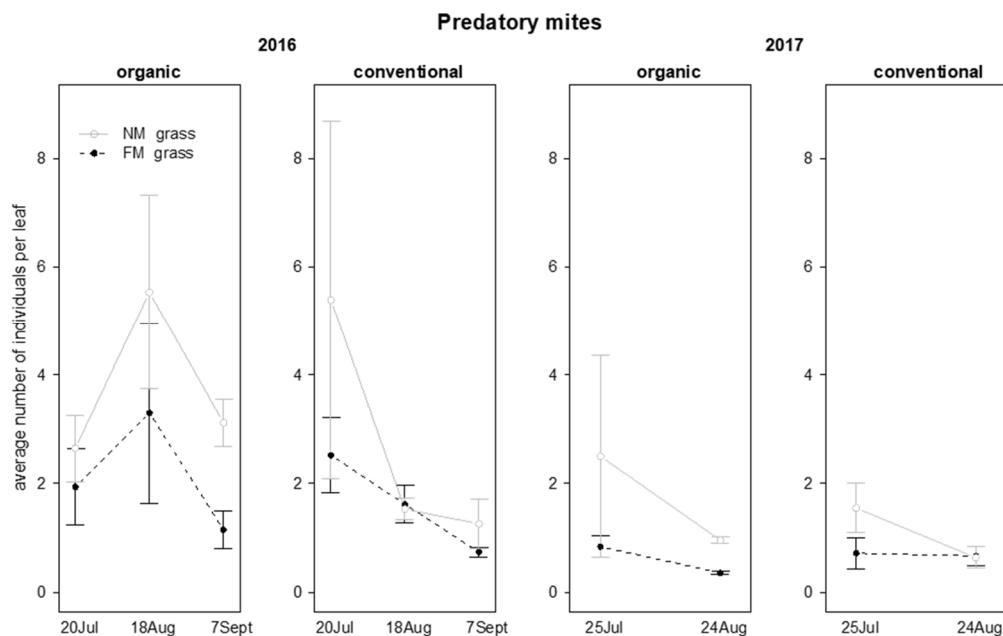 Predatory mites
2016
2017
organic
conventional
organic
conventional
average number of individuals per leaf
NM grass
FM grass
8
6
4
2
0
20Jul
18Aug
7Sept
8
6
4
2
0
20Jul
18Aug
7Sept
8
6
4
2
0
25Jul
24Aug
8
6
4
2
0
25Jul
24Aug